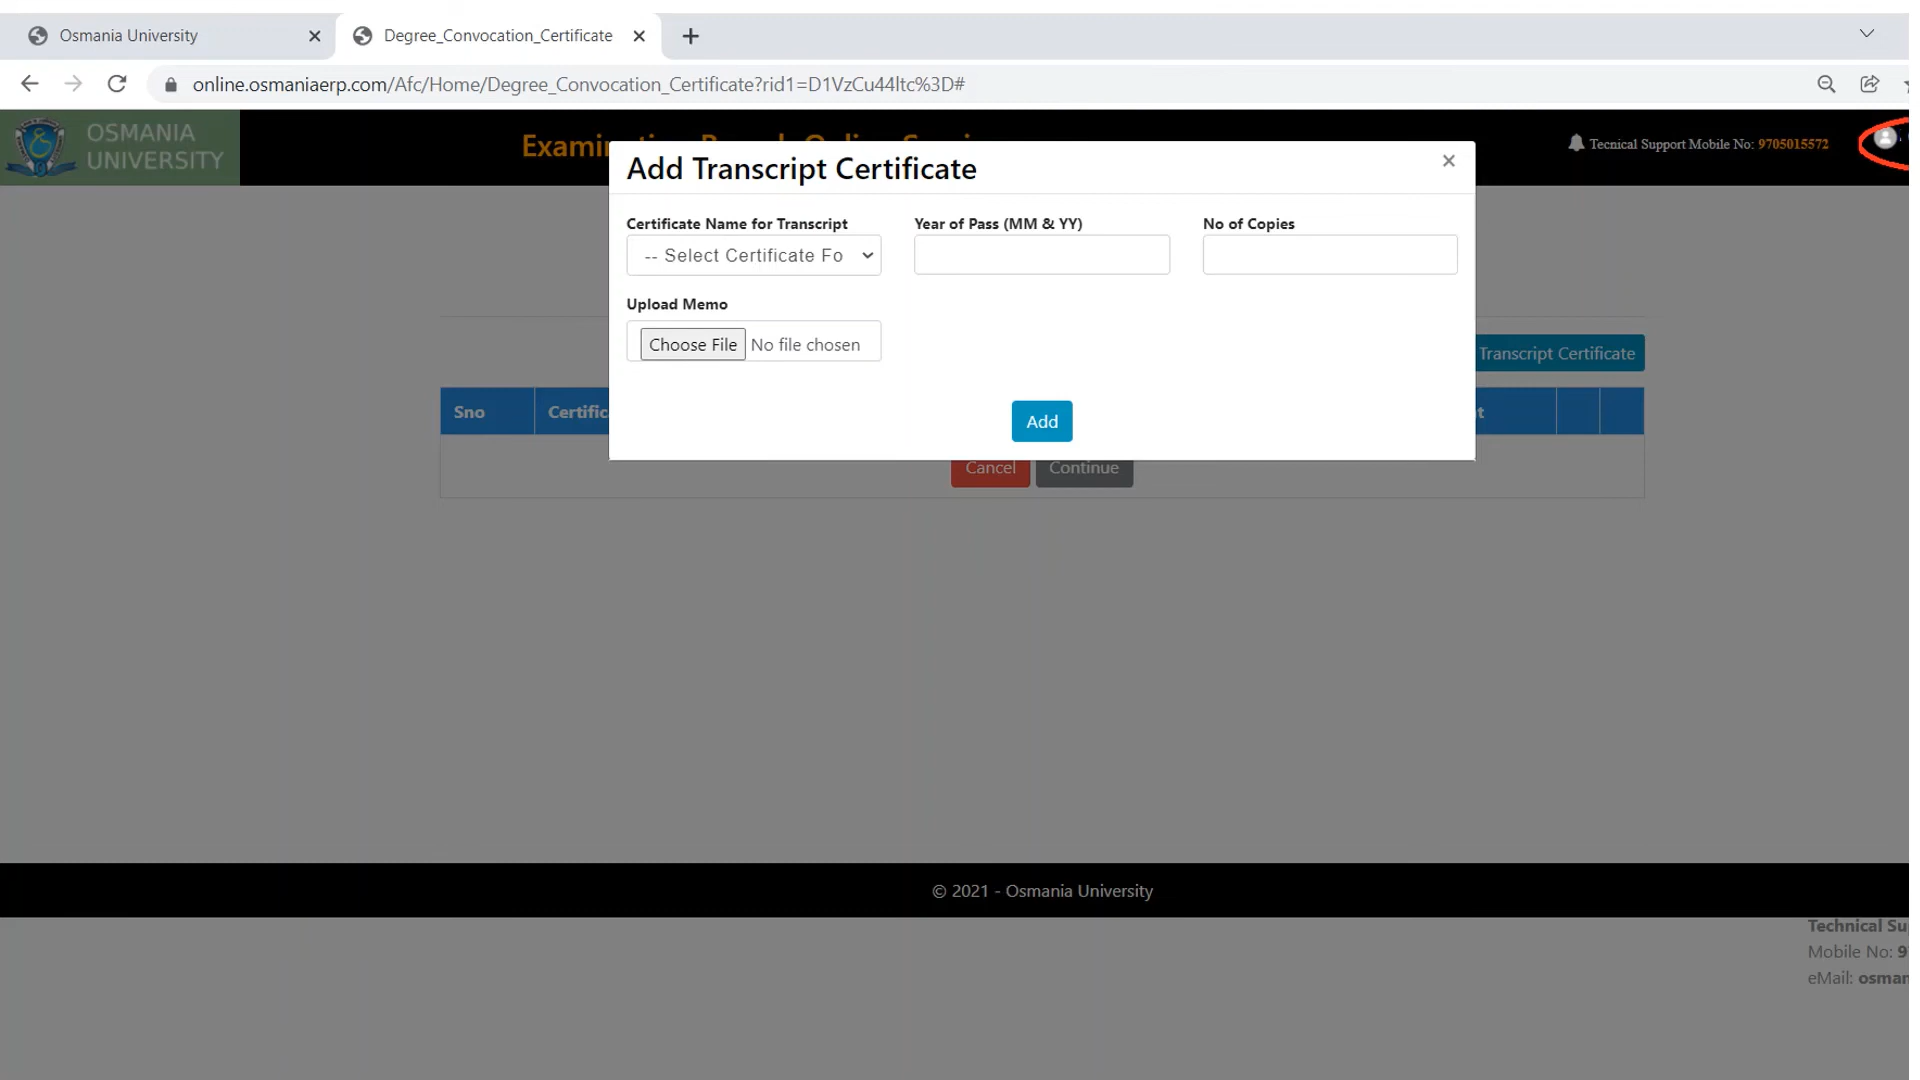 Osmania University
Degree_Convocation_Certificate
online.osmaniaerp.com/Afc/Home/Degree_Convocation_Certificate?rid1=D1VzCu44ltc%3D#
OSMANIA
UNIVERSITY
Tecnical Support Mobile No: 9705015572
Add Transcript Certificate
Certificate Name for Transcript
Year of Pass (MM & YY)
No of Copies
-- Select Certificate Fo
Upload Memo
Choose File No file chosen
Transcript Certificate
Sno
Add
Cancel Continue
© 2021 - Osmania University
Technical
Mobile No:
eMail: